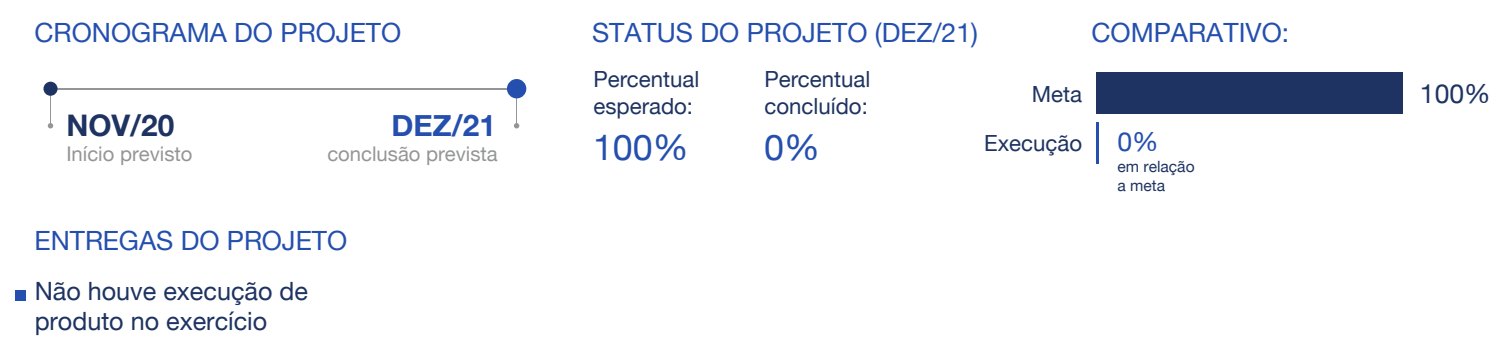 CRONOGRAMA DO PROJETO
NOV/20
Início previsto
DEZ/21
conclusão prevista
STATUS DO PROJETO (DEZ/21)
Percentual
esperado:
100%
Percentual
concluído:
0%
COMPARATIVO:
Meta
100%
Execução
0%
em relação
a meta
ENTREGAS DO PROJETO
Não houve execução de
produto no exercício